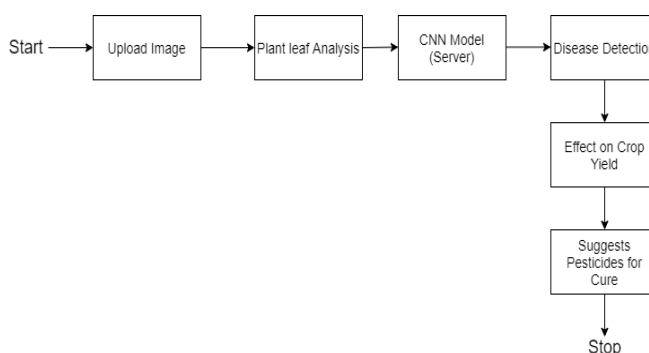 Start
Upload Image
Plant leaf Analysis
CNN Model
(Server)
Disease Detection
Effect on Crop
Yield
Suggests
Pesticides for
Cure
Stop